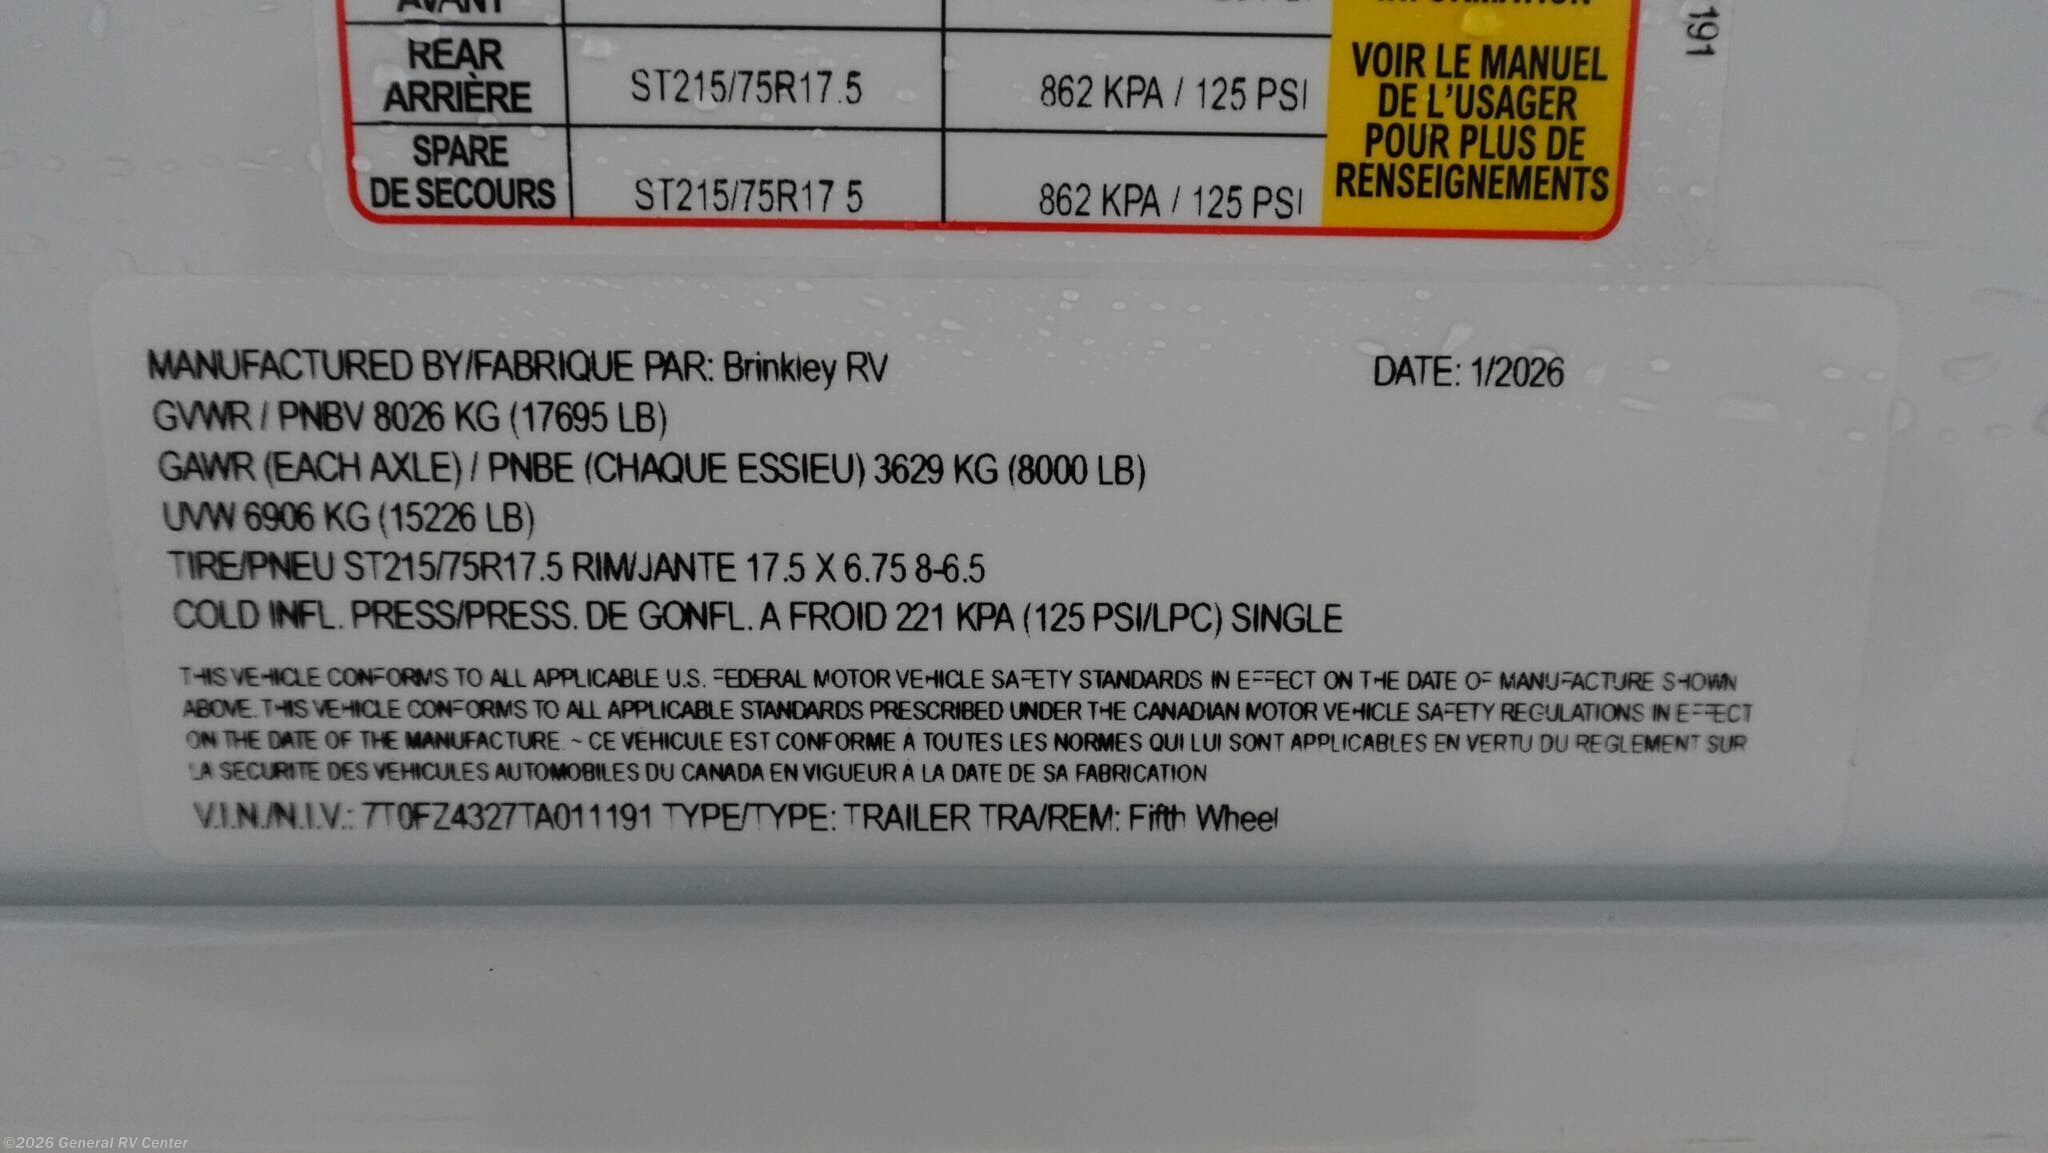 AVANT
REAR
ARRIÈRE
ST215/75R17.5
862 KPA / 125 PSI
SPARE
DE SECOURS
ST215/75R17 5
862 KPA / 125 PSI
INFORMATION
VOIR LE MANUEL
DE L'USAGER
POUR PLUS DE
RENSEIGNEMENTS
191
MANUFACTURED BY/FABRIQUE PAR: Brinkley RV DATE: 1/2026
GVWR / PNBV 8026 KG (17695 LB)
GAWR (EACH AXLE) / PNBE (CHAQUE ESSIEU) 3629 KG (8000 LB)
UVW 6906 KG (15226 LB)
TIRE/PNEU ST215/75R17.5 RIM/JANTE 17.5 X 6.75 8-6.5
COLD INFL. PRESS/PRESS. DE GONFL. A FROID 221 KPA (125 PSI/LPC) SINGLE
THIS VEHICLE CONFORMS TO ALL APPLICABLE U.S. FEDERAL MOTOR VEHICLE SAFETY STANDARDS IN EFFECT ON THE DATE OF MANUFACTURE SHOWN
ABOVE. THIS VEHICLE CONFORMS TO ALL APPLICABLE STANDARDS PRESCRIBED UNDER THE CANADIAN MOTOR VEHICLE SAFETY REGULATIONS IN EFFECT
ON THE DATE OF THE MANUFACTURE. ~ CE VÉHICULE EST CONFORME À TOUTES LES NORMES QUI LUI SONT APPLICABLES EN VERTU DU RÈGLEMENT SUR
LA SÉCURITÉ DES VÉHICULES AUTOMOBILES DU CANADA EN VIGUEUR À LA DATE DE SA FABRICATION
V.I.N./N.I.V.: 7T0FZ4327TA011191 TYPE/TYPE: TRAILER TRA/REM: Fifth Wheel
©2026 General RV Center